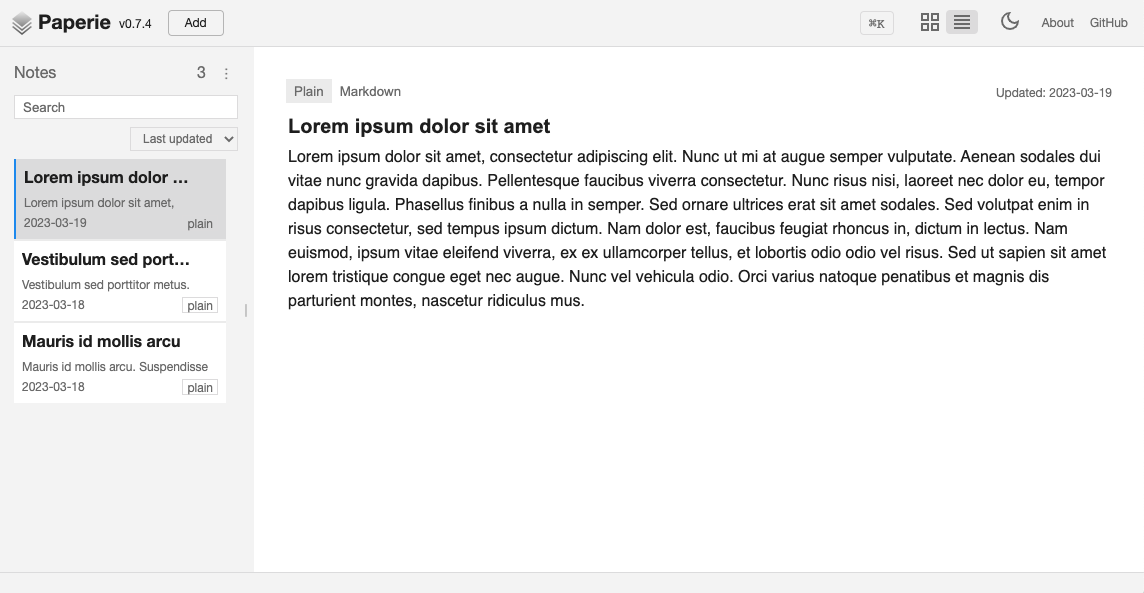 Paperie v0.7.4 Add ⌘K About GitHub
Notes 3
Search
Last updated
Lorem ipsum dolor …
Lorem ipsum dolor sit amet,
2023-03-19 plain
Vestibulum sed port…
Vestibulum sed porttitor metus.
2023-03-18 plain
Mauris id mollis arcu
Mauris id mollis arcu. Suspendisse
2023-03-18 plain
Plain Markdown Updated: 2023-03-19
Lorem ipsum dolor sit amet
Lorem ipsum dolor sit amet, consectetur adipiscing elit. Nunc ut mi at augue semper vulputate. Aenean sodales dui
vitae nunc gravida dapibus. Pellentesque faucibus viverra consectetur. Nunc risus nisi, laoreet nec dolor eu, tempor
dapibus ligula. Phasellus finibus a nulla in semper. Sed ornare ultrices erat sit amet sodales. Sed volutpat enim in
risus consectetur, sed tempus ipsum dictum. Nam dolor est, faucibus feugiat rhoncus in, dictum in lectus. Nam
euismod, ipsum vitae eleifend viverra, ex ex ullamcorper tellus, et lobortis odio odio vel risus. Sed ut sapien sit amet
lorem tristique congue eget nec augue. Nunc vel vehicula odio. Orci varius natoque penatibus et magnis dis
parturient montes, nascetur ridiculus mus.